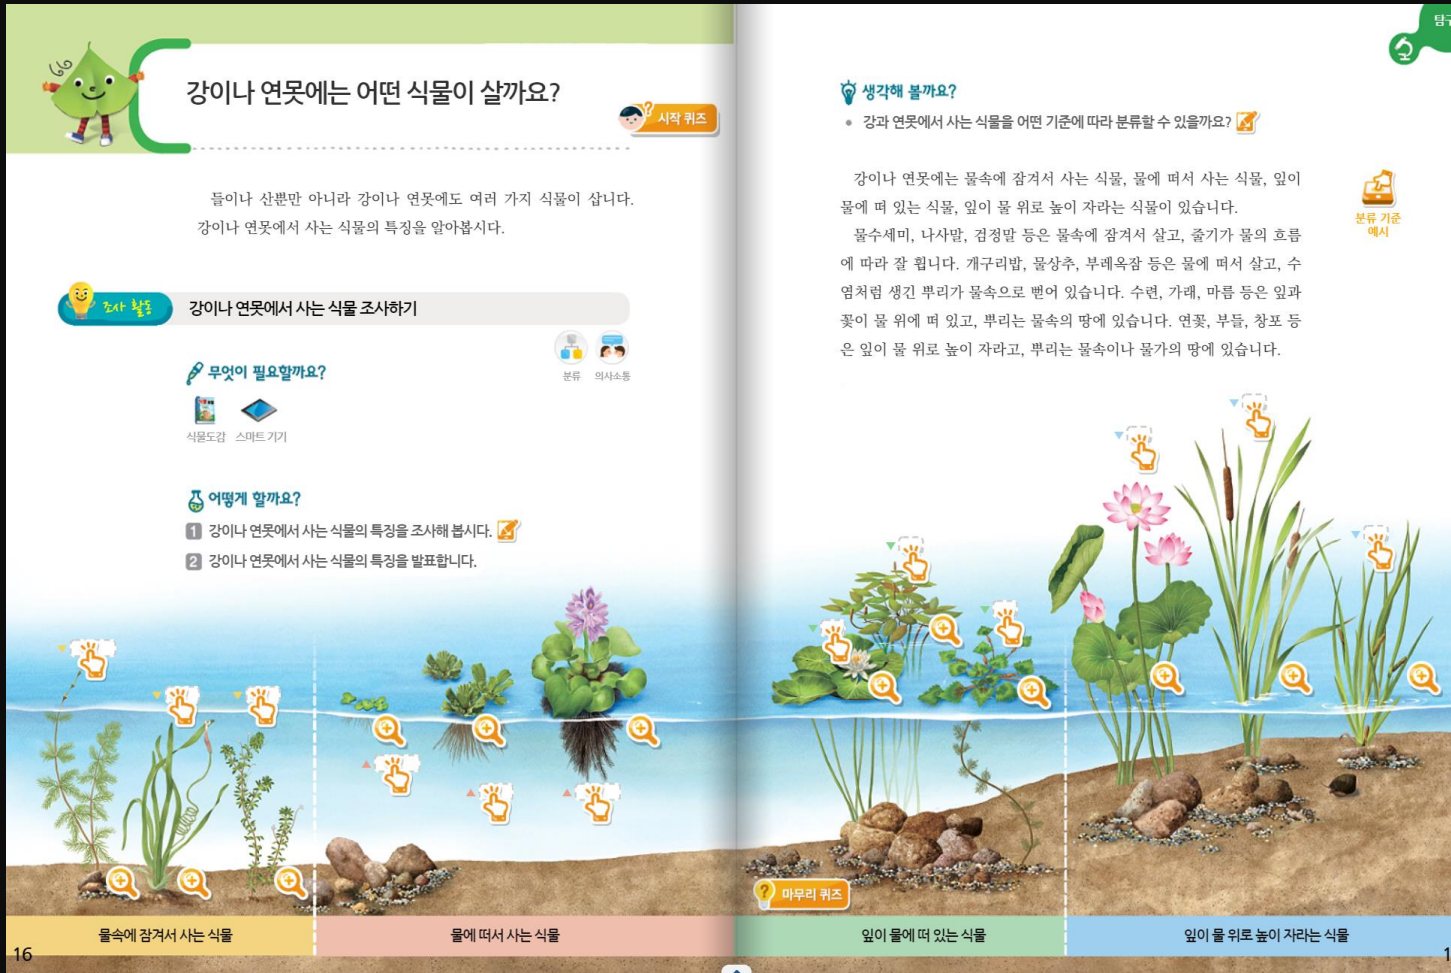 강이나 연못에는 어떤 식물이 살까요?
시작 퀴즈
들이나 산뿐만 아니라 강이나 연못에도 여러 가지 식물이 삽니다.
강이나 연못에서 사는 식물의 특징을 알아봅시다.
조사 활동
강이나 연못에서 사는 식물 조사하기
분류 의사소통
무엇이 필요할까요?
식물도감 스마트 기기
어떻게 할까요?
1 강이나 연못에서 사는 식물의 특징을 조사해 봅시다.
2 강이나 연못에서 사는 식물의 특징을 발표합니다.
물속에 잠겨서 사는 식물
물에 떠서 사는 식물
16
생각해 볼까요?
• 강과 연못에서 사는 식물을 어떤 기준에 따라 분류할 수 있을까요?
강이나 연못에는 물속에 잠겨서 사는 식물, 물에 떠서 사는 식물, 잎이
물에 떠 있는 식물, 잎이 물 위로 높이 자라는 식물이 있습니다.
물수세미, 나사말, 검정말 등은 물속에 잠겨서 살고, 줄기가 물의 흐름
에 따라 잘 휩니다. 개구리밥, 물상추, 부레옥잠 등은 물에 떠서 살고, 수
염처럼 생긴 뿌리가 물속으로 뻗어 있습니다. 수련, 가래, 마름 등은 잎과
꽃이 물 위에 떠 있고, 뿌리는 물속의 땅에 있습니다. 연꽃, 부들, 창포 등
은 잎이 물 위로 높이 자라고, 뿌리는 물속이나 물가의 땅에 있습니다.
분류 기준
예시
마무리 퀴즈
잎이 물에 떠 있는 식물
잎이 물 위로 높이 자라는 식물